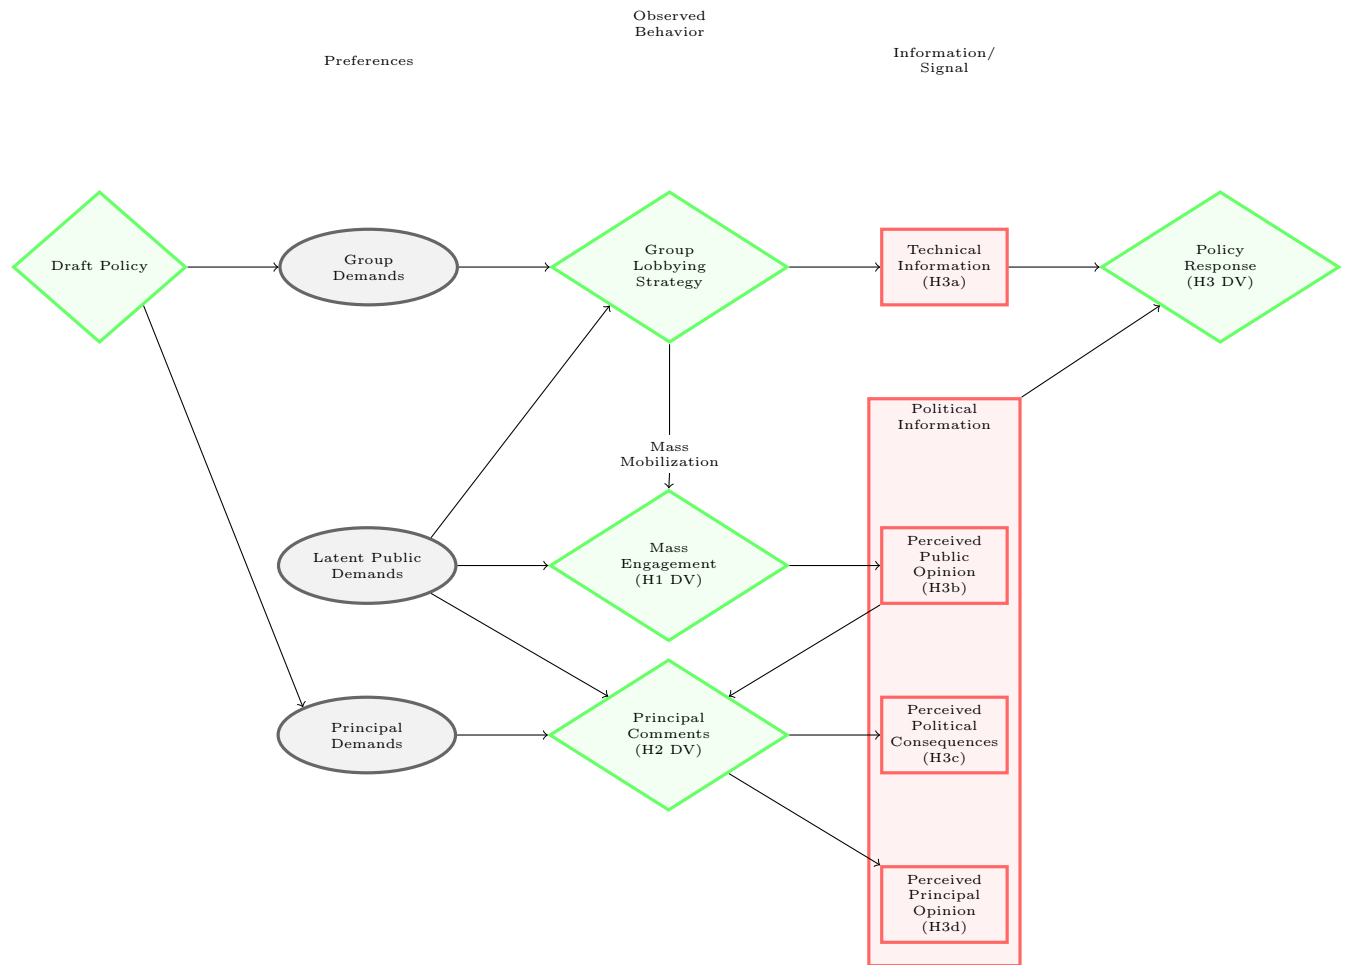 Observed
Behavior
Preferences
Information/
Signal
Draft Policy
Group
Demands
Group
Lobbying
Strategy
Technical
Information
(H3a)
Policy
Response
(H3 DV)
Political
Information
Mass
Mobilization
Latent Public
Demands
Mass
Engagement
(H1 DV)
Perceived
Public
Opinion
(H3b)
Principal
Demands
Principal
Comments
(H2 DV)
Perceived
Political
Consequences
(H3c)
Perceived
Principal
Opinion
(H3d)